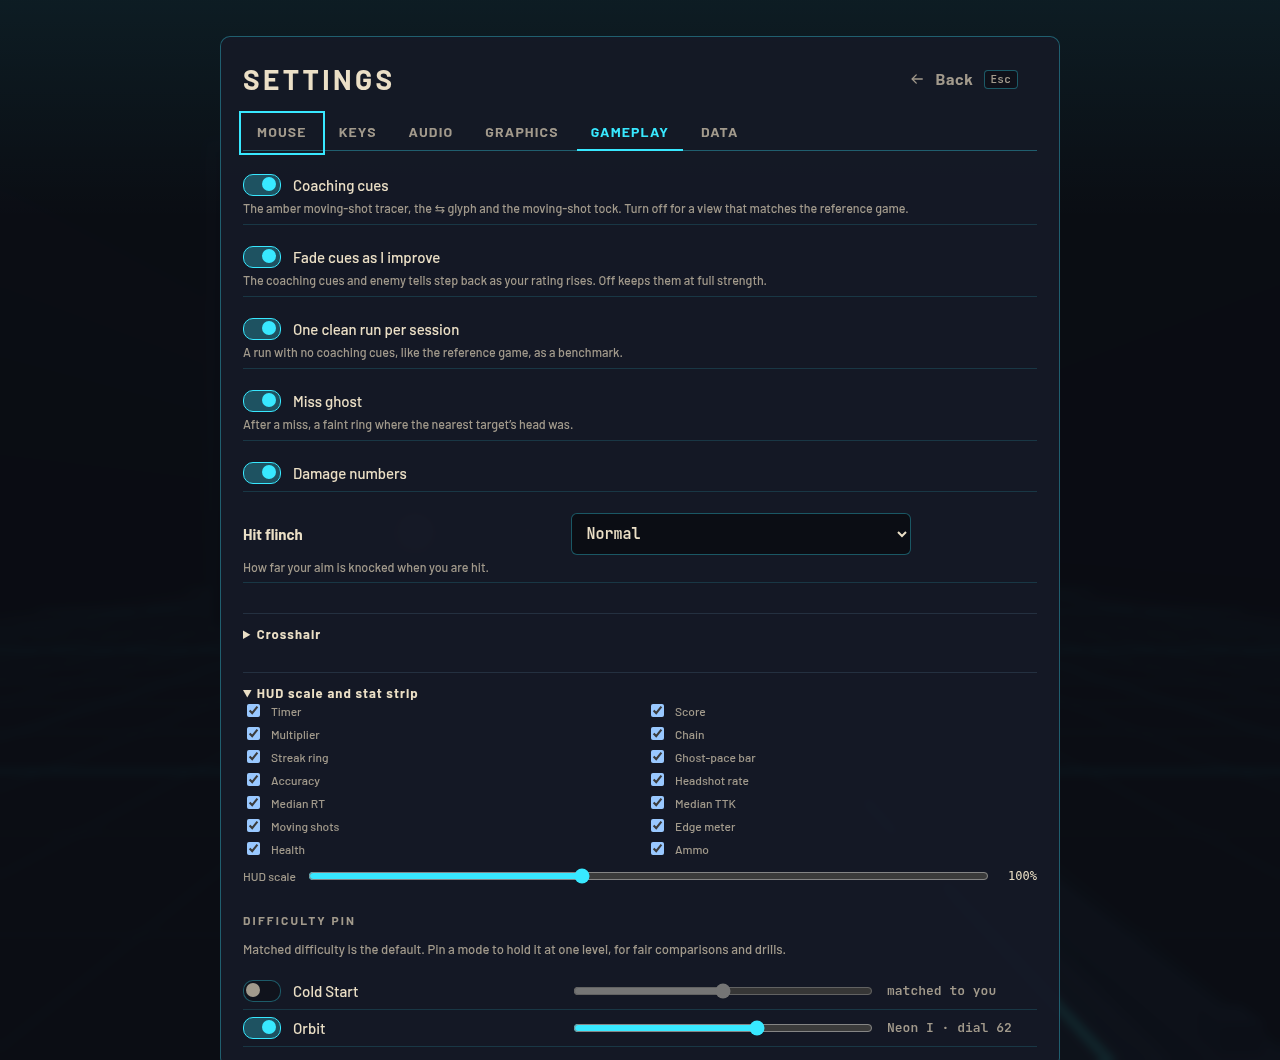 SETTINGS
← Back Esc
MOUSE KEYS AUDIO GRAPHICS GAMEPLAY DATA
Coaching cues
The amber moving-shot tracer, the ⇆ glyph and the moving-shot tock. Turn off for a view that matches the reference game.
Fade cues as I improve
The coaching cues and enemy tells step back as your rating rises. Off keeps them at full strength.
One clean run per session
A run with no coaching cues, like the reference game, as a benchmark.
Miss ghost
After a miss, a faint ring where the nearest target's head was.
Damage numbers
Hit flinch Normal
How far your aim is knocked when you are hit.
Crosshair
HUD scale and stat strip
Timer Score
Multiplier Chain
Streak ring Ghost-pace bar
Accuracy Headshot rate
Median RT Median TTK
Moving shots Edge meter
Health Ammo
HUD scale 100%
DIFFICULTY PIN
Matched difficulty is the default. Pin a mode to hold it at one level, for fair comparisons and drills.
Cold Start matched to you
Orbit Neon I · dial 62